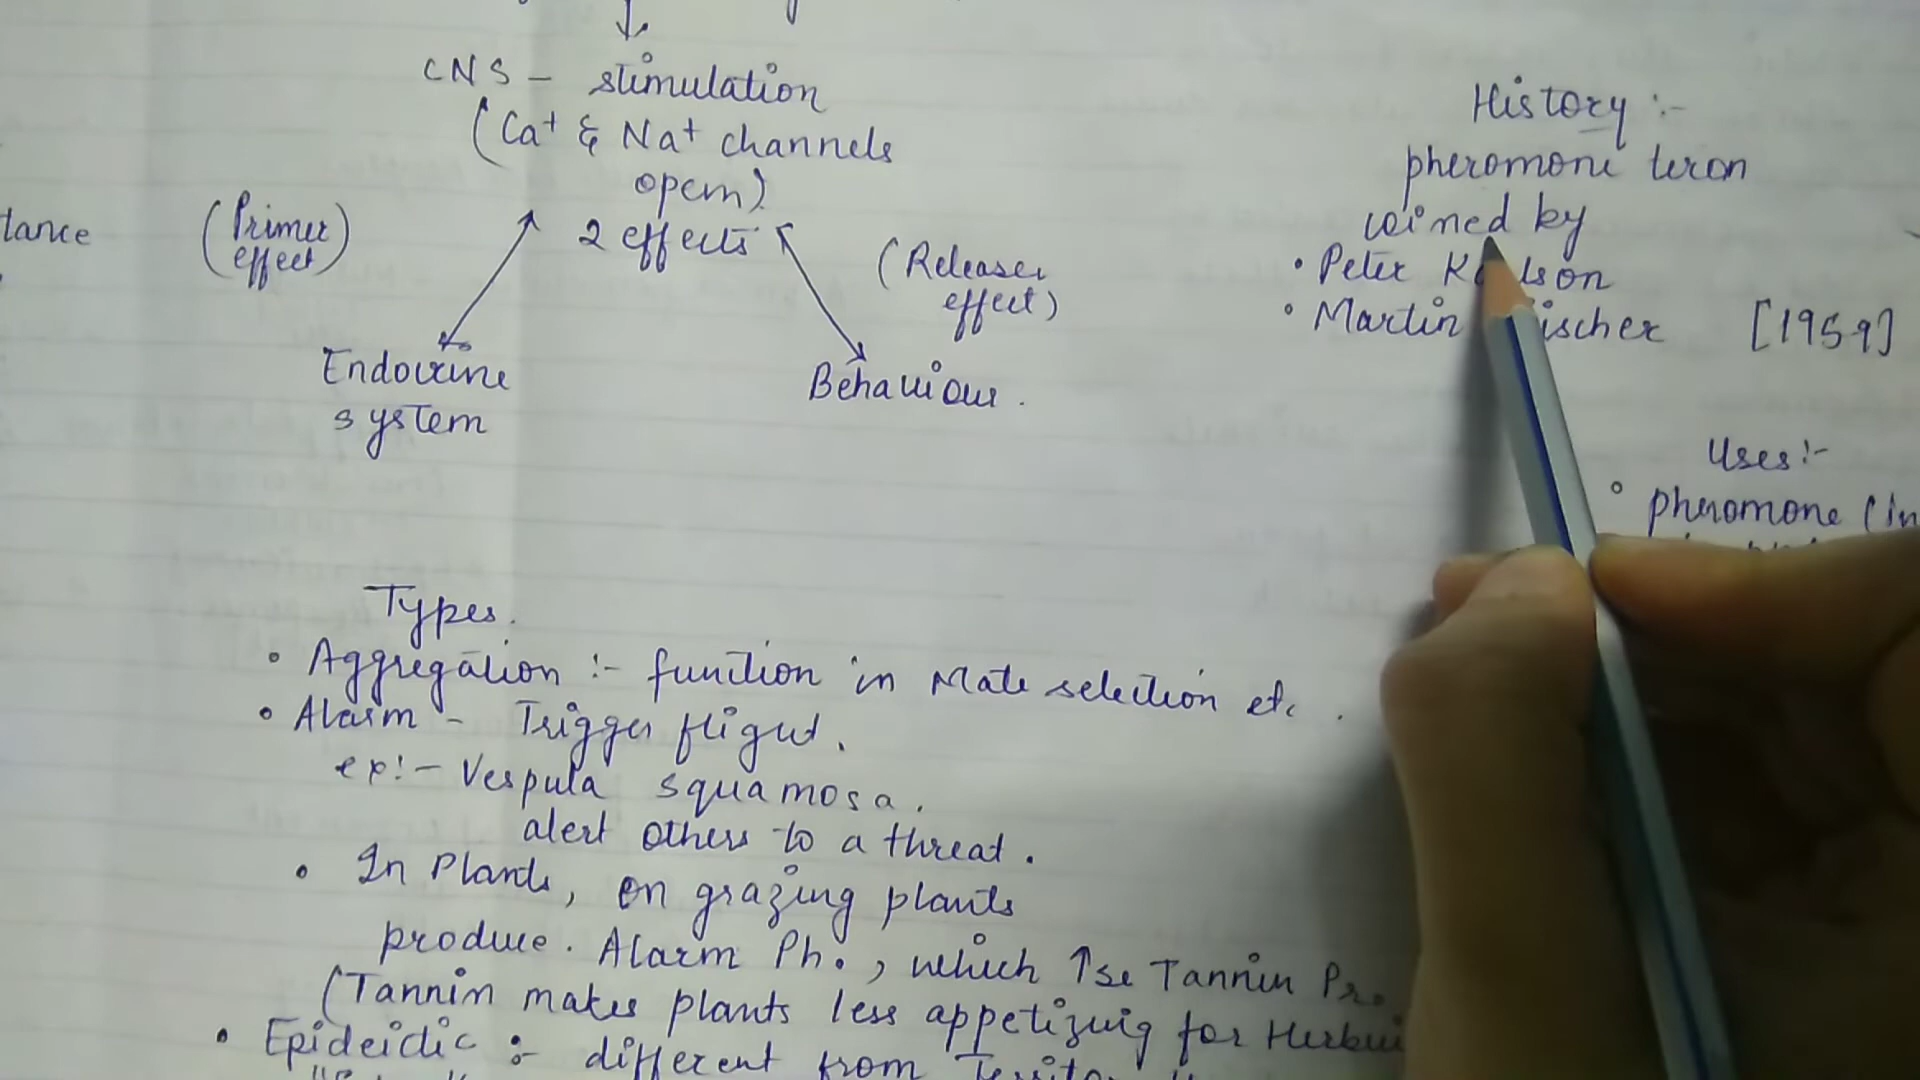 CNS - stimulation
(Ca+ & Na+ channels
open)
2 effects
tance
(Primer
effect)
(Releaser
effect)
Endocrine
system
Behaviour.
History :-
pheromone
coined by
• Peter
• Martin
[1959]
Uses :-
• pheromone (in
Types.
• Aggregation :- function in Mate selection etc.
• Alarm - Trigger flight.
ex :- Vespula squamosa.
alert others to a threat.
• In Plants, on grazing plants
produce. Alarm Ph., which ↑se Tannin Pr.
(Tannin makes plants less appetizing for
• Epideictic :- different from